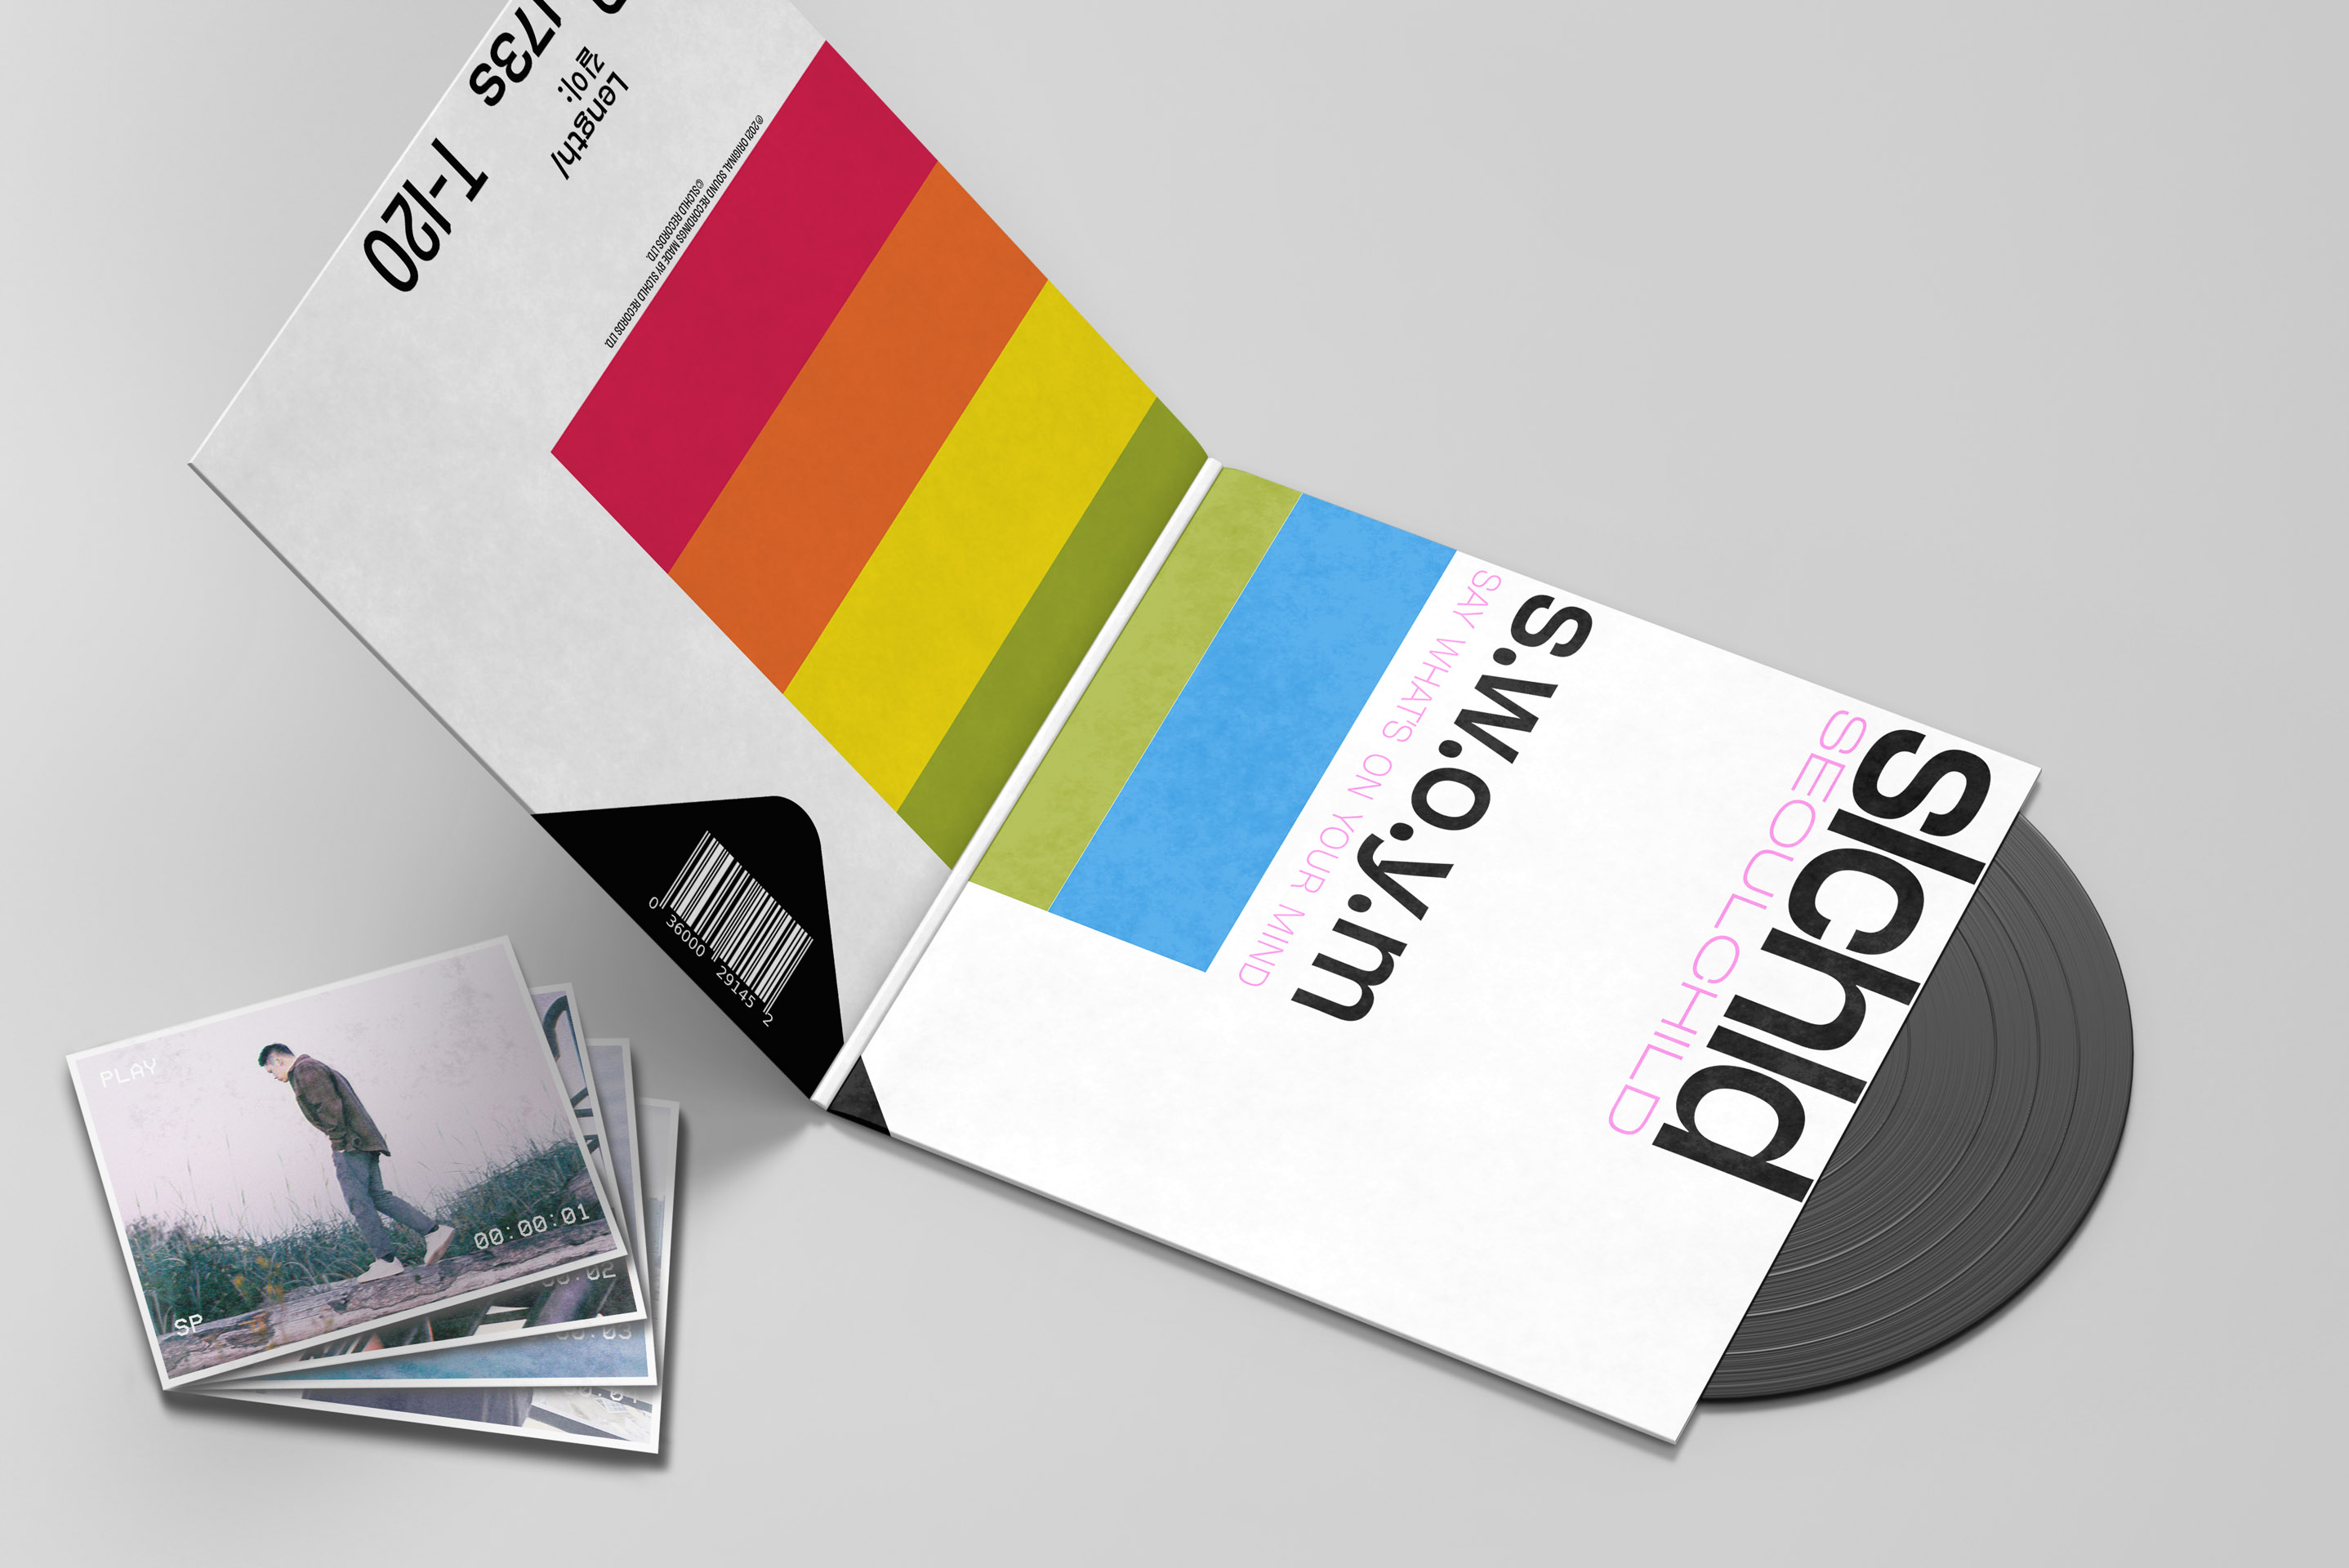 173s
T-120
길이:
Length/
℗ 2021 ORIGINAL SOUND RECORDINGS MADE BY SLCHLD RECORDS LTD.
© SLCHLD RECORDS LTD.
0 36000 29145 2
SAY WHAT'S ON YOUR MIND
s.w.o.y.m
SEOULCHILD
slchld
PLAY
00:00:01
SP